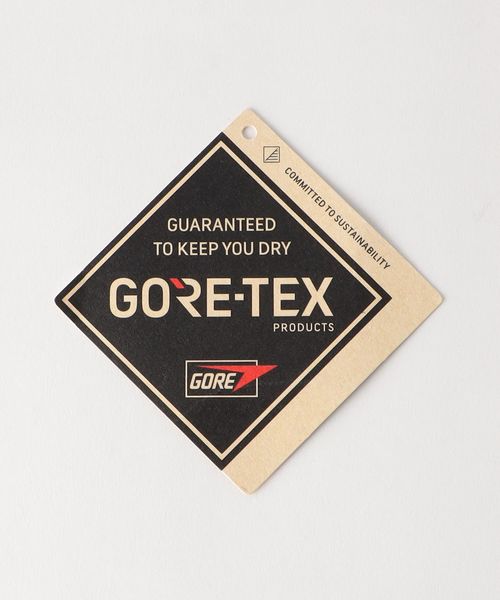 COMMITTED TO SUSTAINABILITY
GUARANTEED
TO KEEP YOU DRY
GORE-TEX
PRODUCTS
GORE